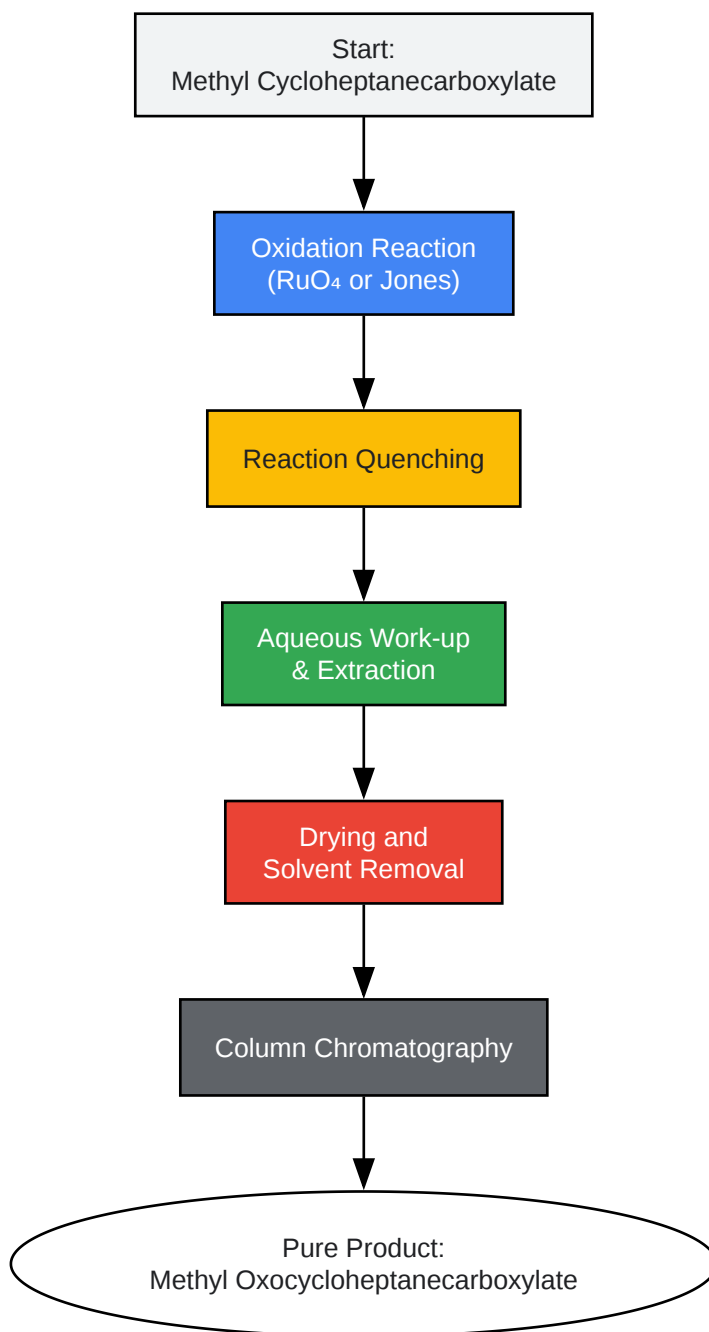 Start:
Methyl Cycloheptanecarboxylate
Oxidation Reaction
(RuO₄ or Jones)
Reaction Quenching
Aqueous Work-up
& Extraction
Drying and
Solvent Removal
Column Chromatography
Pure Product:
Methyl Oxocycloheptanecarboxylate